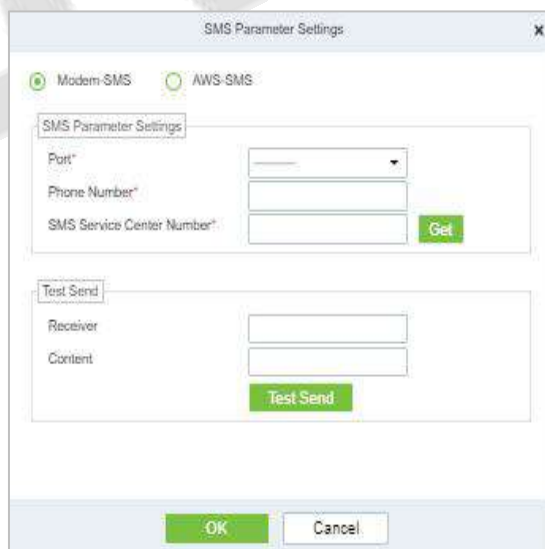 SMS Parameter Settings x
Modem-SMS AWS-SMS
SMS Parameter Settings
Port*
Phone Number*
SMS Service Center Number* Get
Test Send
Receiver
Content
Test Send
OK Cancel